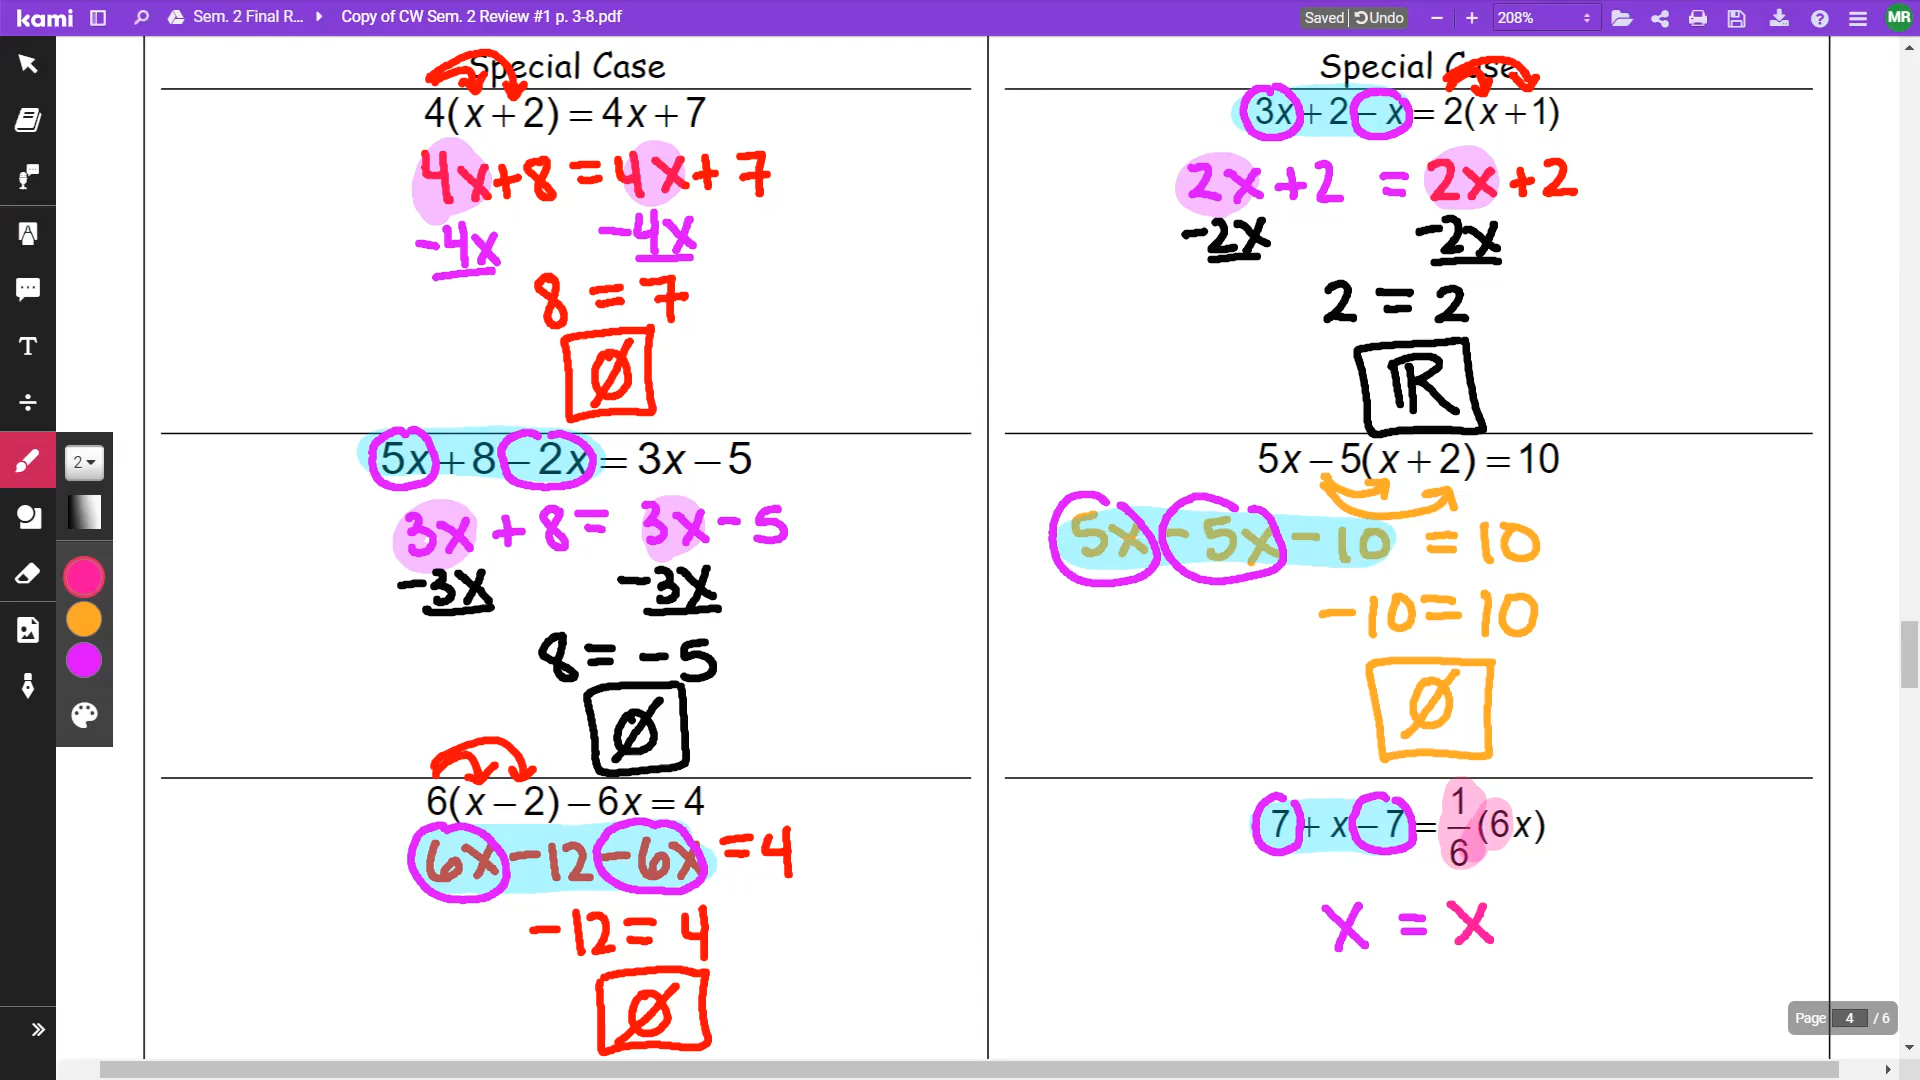 kami Sem. 2 Final R... Copy of CW Sem. 2 Review #1 p. 3-8.pdf Saved Undo 208% MR
Special Case
4(x + 2) = 4x + 7
4x + 8 = 4x + 7
-4x -4x
8 = 7
Ø
5x + 8 - 2x = 3x - 5
3x + 8 = 3x - 5
-3x -3x
8 = -5
Ø
6(x - 2) - 6x = 4
6x - 12 - 6x = 4
-12 = 4
Ø
Special Case
3x + 2 - x = 2(x + 1)
2x + 2 = 2x + 2
-2x -2x
2 = 2
ℝ
5x - 5(x + 2) = 10
5x - 5x - 10 = 10
-10 = 10
Ø
7 + x - 7 = 1/6 (6x)
x = x
2
Page 4 / 6